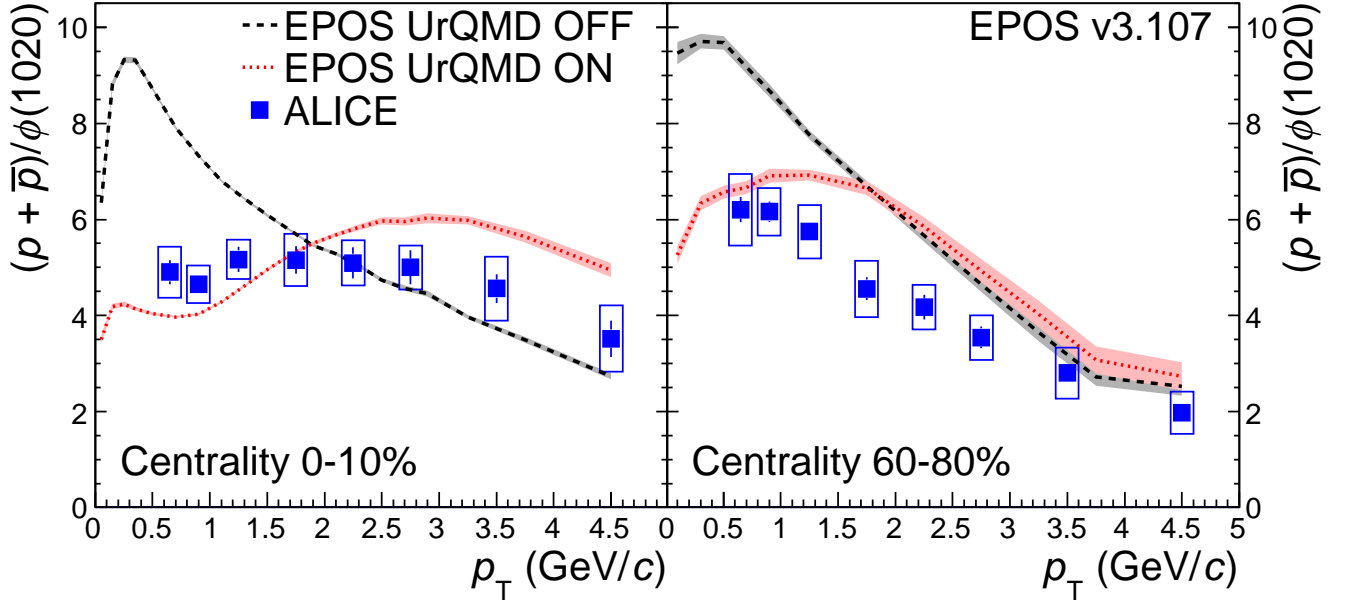 EPOS UrQMD OFF
EPOS UrQMD ON
ALICE
EPOS v3.107
(p + p̅)/ϕ(1020)
(p + p̅)/ϕ(1020)
10
8
6
4
2
0
10
8
6
4
2
0
Centrality 0-10%
Centrality 60-80%
0 0.5 1 1.5 2 2.5 3 3.5 4 4.5
0 0.5 1 1.5 2 2.5 3 3.5 4 4.5 5
p_T (GeV/c)
p_T (GeV/c)